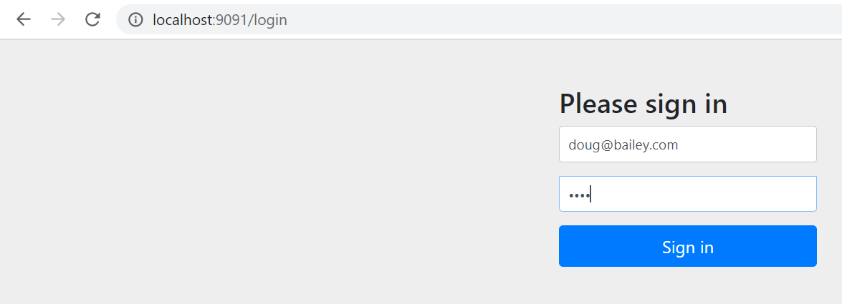 localhost:9091/login
Please sign in
doug@bailey.com
••••
Sign in